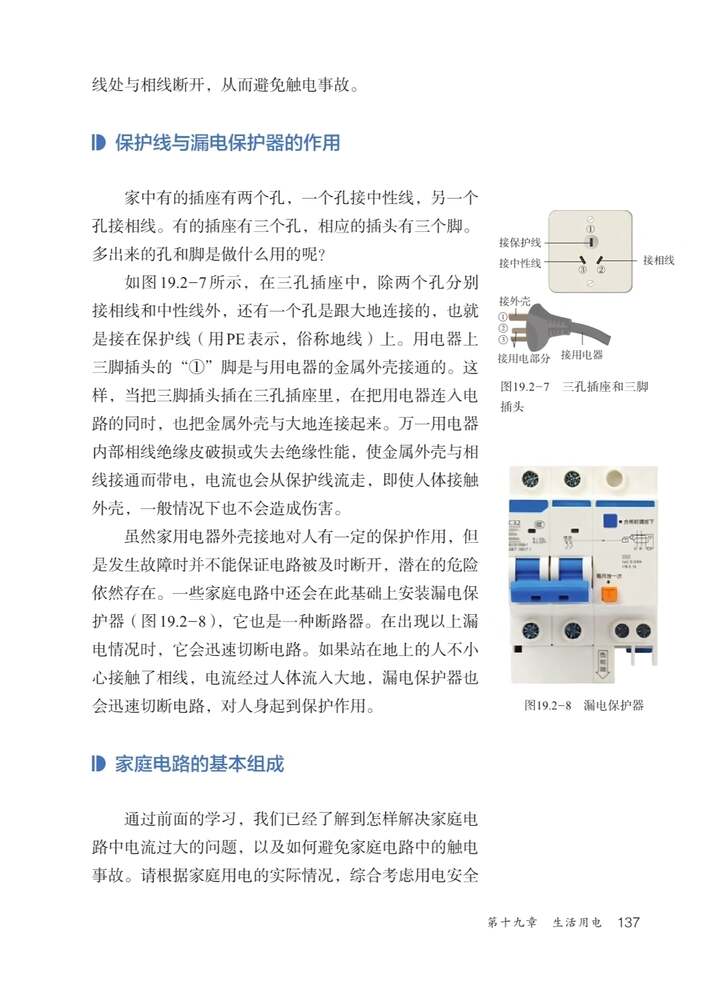 线处与相线断开，从而避免触电事故。
保护线与漏电保护器的作用
家中有的插座有两个孔，一个孔接中性线，另一个
孔接相线。有的插座有三个孔，相应的插头有三个脚。
多出来的孔和脚是做什么用的呢？
如图19.2-7所示，在三孔插座中，除两个孔分别
接相线和中性线外，还有一个孔是跟大地连接的，也就
是接在保护线（用PE表示，俗称地线）上。用电器上
三脚插头的“①”脚是与用电器的金属外壳接通的。这
样，当把三脚插头插在三孔插座里，在把用电器连入电
路的同时，也把金属外壳与大地连接起来。万一用电器
内部相线绝缘皮破损或失去绝缘性能，使金属外壳与相
线接通而带电，电流也会从保护线流走，即使人体接触
外壳，一般情况下也不会造成伤害。
虽然家用电器外壳接地对人有一定的保护作用，但
是发生故障时并不能保证电路被及时断开，潜在的危险
依然存在。一些家庭电路中还会在此基础上安装漏电保
护器（图19.2-8），它也是一种断路器。在出现以上漏
电情况时，它会迅速切断电路。如果站在地上的人不小
心接触了相线，电流经过人体流入大地，漏电保护器也
会迅速切断电路，对人身起到保护作用。
①
接保护线
接中性线
接相线
③ ②
接外壳
①
②
③
接用电部分
接用电器
图19.2-7 三孔插座和三脚
插头
每月按一次
图19.2-8 漏电保护器
家庭电路的基本组成
通过前面的学习，我们已经了解到怎样解决家庭电
路中电流过大的问题，以及如何避免家庭电路中的触电
事故。请根据家庭用电的实际情况，综合考虑用电安全
第十九章 生活用电 137